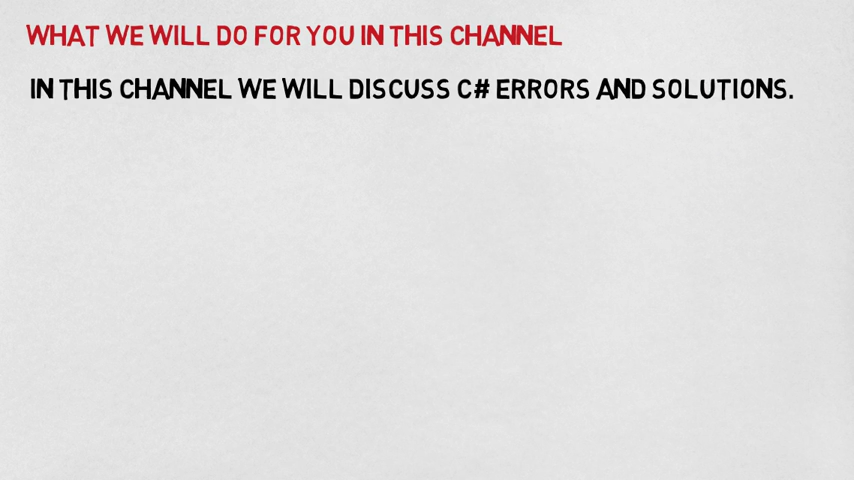 WHAT WE WILL DO FOR YOU IN THIS CHANNEL
IN THIS CHANNEL WE WILL DISCUSS C# ERRORS AND SOLUTIONS.